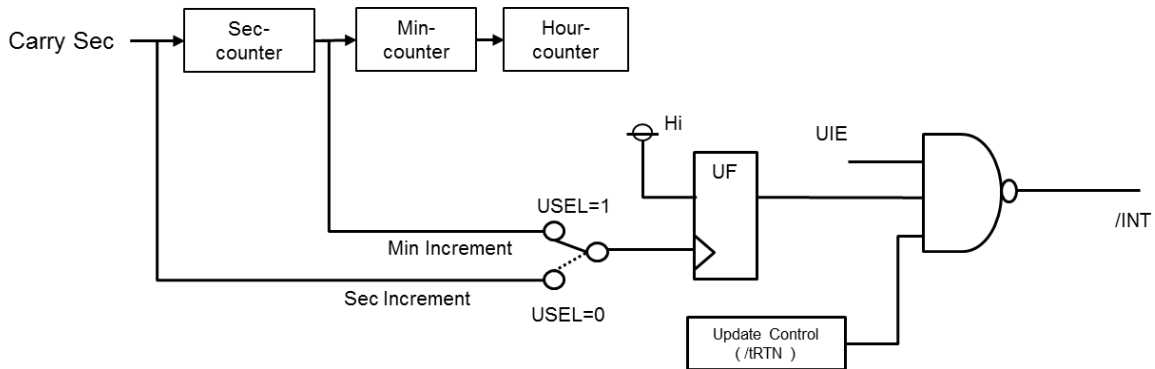 Carry Sec
Sec-
counter
Min-
counter
Hour-
counter
Hi
UIE
UF
USEL=1
/INT
Min Increment
Sec Increment
USEL=0
Update Control
( /tRTN )